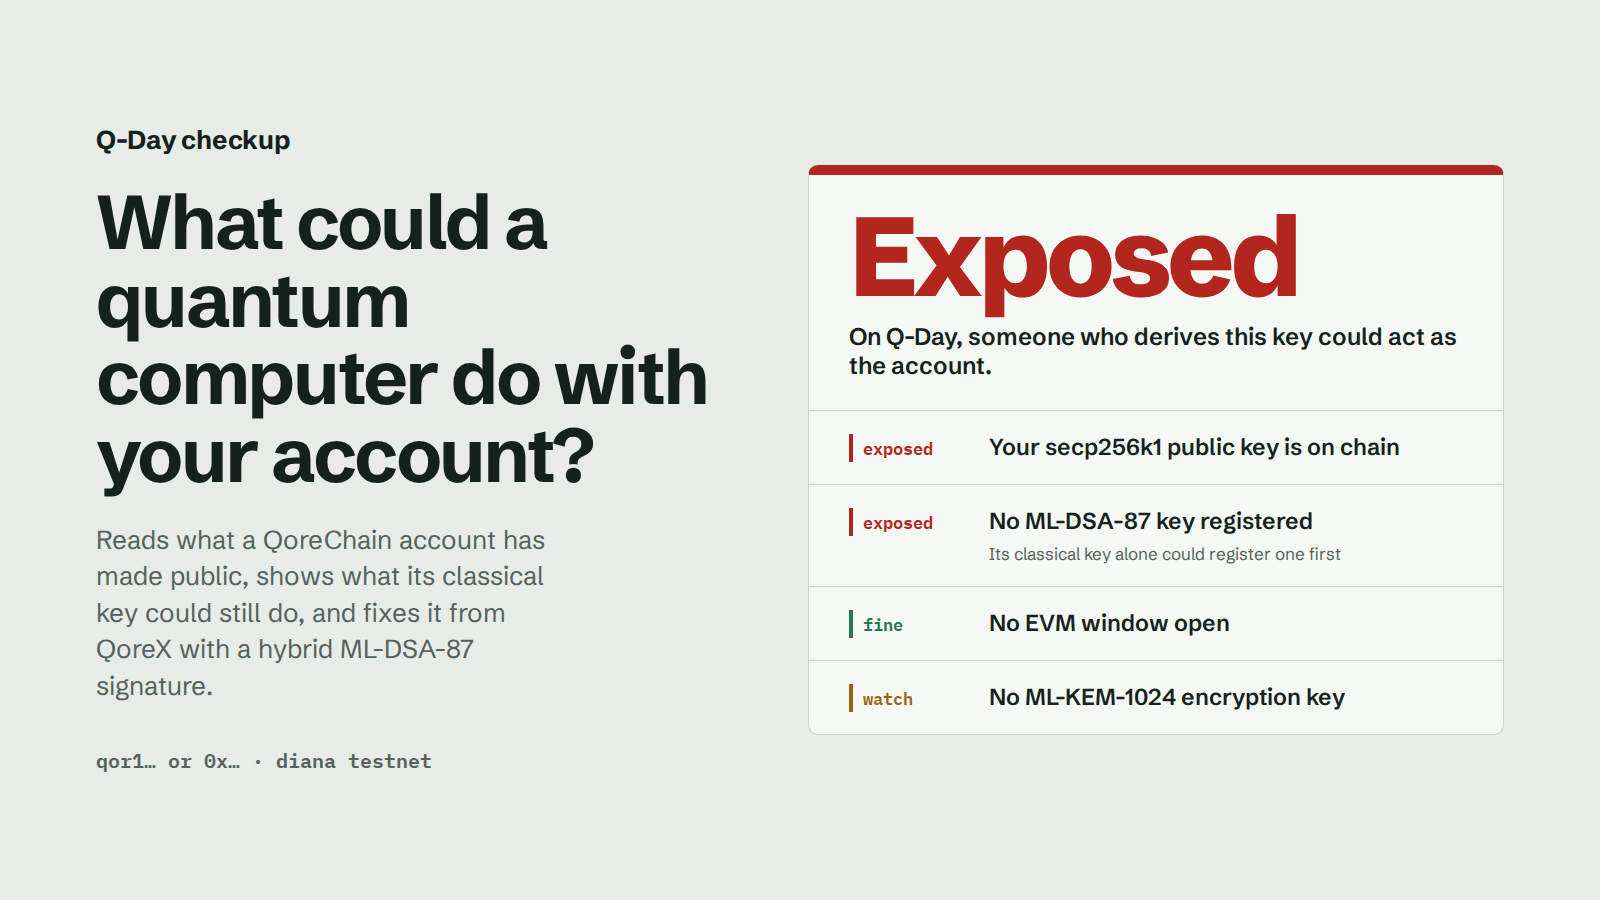 Q-Day checkup
What could a
quantum
computer do with
your account?
Reads what a QoreChain account has
made public, shows what its classical
key could still do, and fixes it from
QoreX with a hybrid ML-DSA-87
signature.
qor1… or 0x… · diana testnet
Exposed
On Q-Day, someone who derives this key could act as
the account.
exposed Your secp256k1 public key is on chain
exposed No ML-DSA-87 key registered
Its classical key alone could register one first
fine No EVM window open
watch No ML-KEM-1024 encryption key